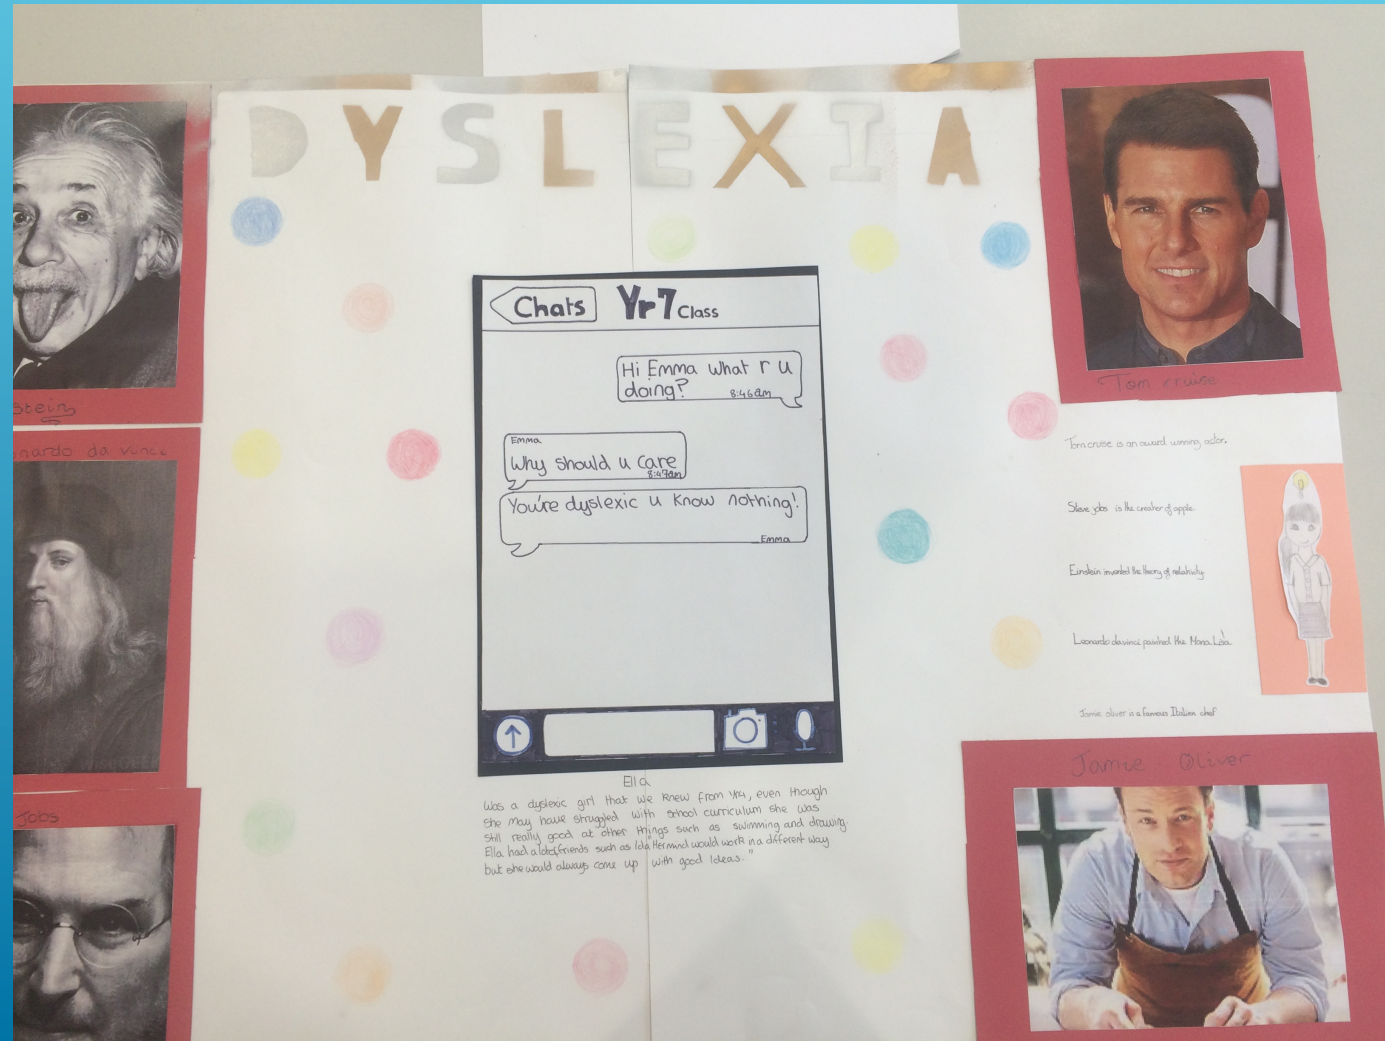 DYSLEXIA
stein
nardo da vince
Jobs
Chats
Yr7 Class
Hi Emma what r u
doing?
8:46am
Emma
Why should u care
8:47am
You're dyslexic u know nothing!
Emma
Ella
Was a dyslexic girl that we knew from Yr4, even though
she may have struggled with school curriculum she was
still really good at other things such as swimming and drawing.
Ella had a lot of friends such as Ida. Her mind would work in a different way
but she would always come up with good Ideas."
Tom Kruise
Tom cruise is an award winning actor.
Steve jobs is the creater of apple.
Einstein invented the theory of relativity.
Leonardo davinci painted the Mona Lisa
Jamie oliver is a famous Italian chef
Jamie Oliver